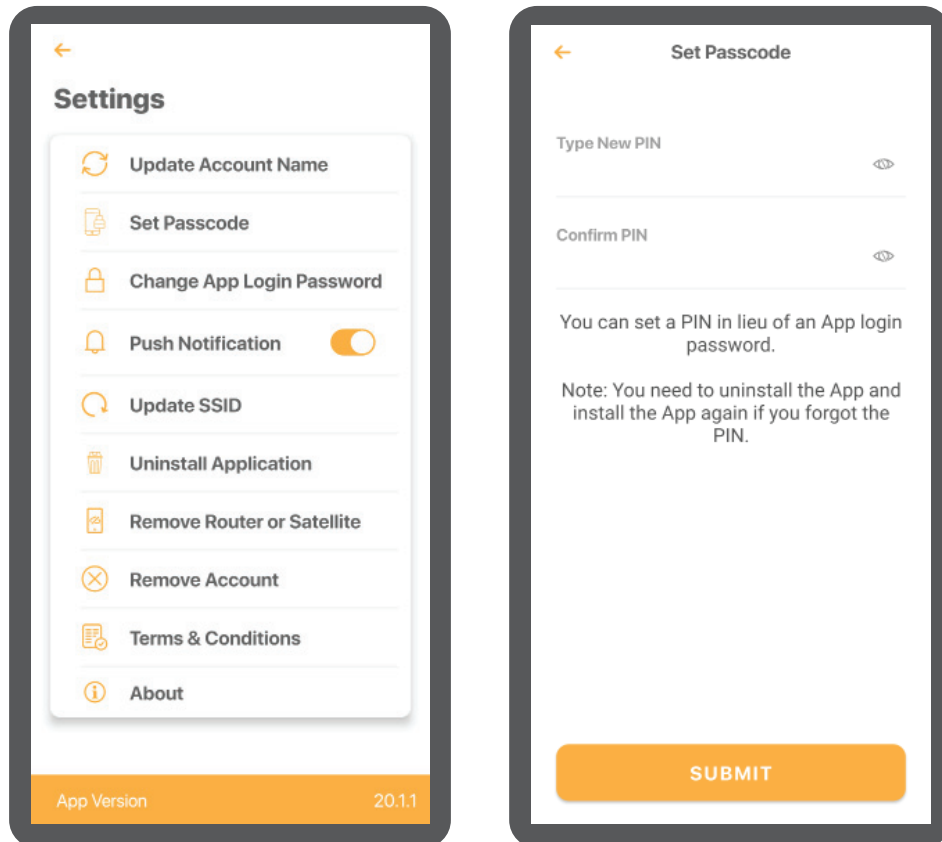 Settings
Update Account Name
Set Passcode
Change App Login Password
Push Notification
Update SSID
Uninstall Application
Remove Router or Satellite
Remove Account
Terms & Conditions
About
App Version 20.1.1
Set Passcode
Type New PIN
Confirm PIN
You can set a PIN in lieu of an App login
password.
Note: You need to uninstall the App and
install the App again if you forgot the
PIN.
SUBMIT